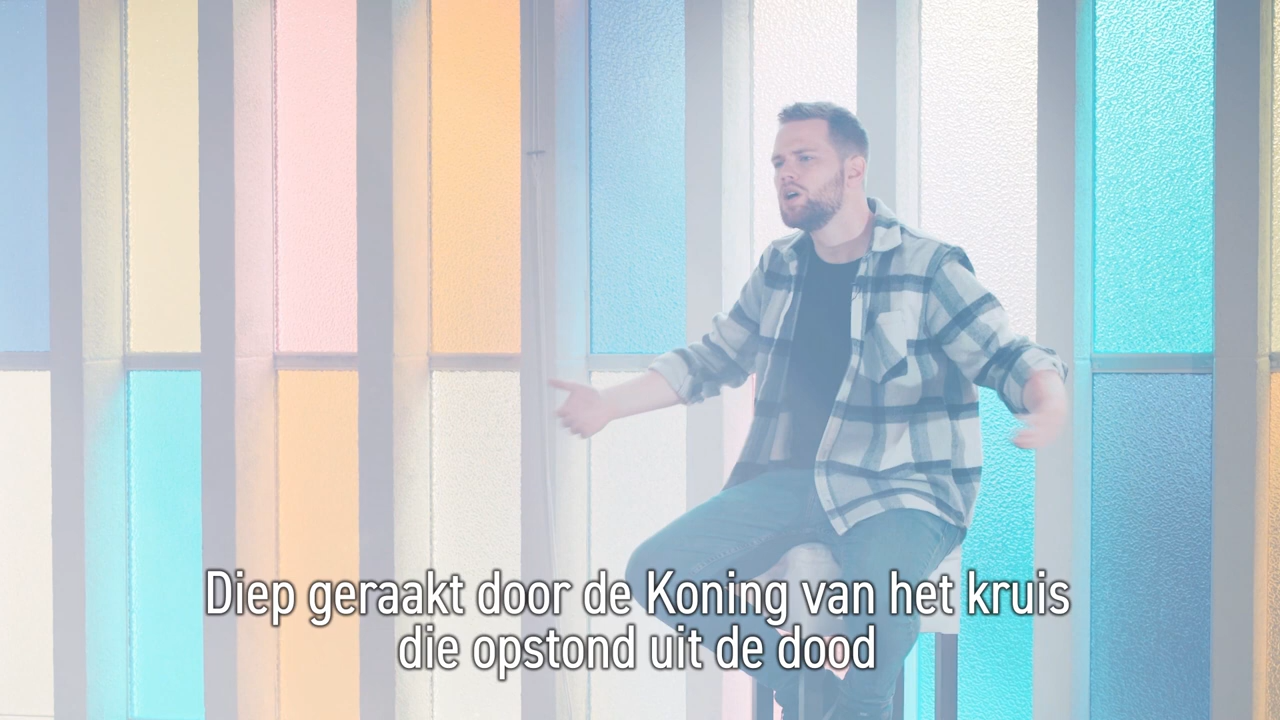 Diep geraakt door de Koning van het kruis
die opstond uit de dood